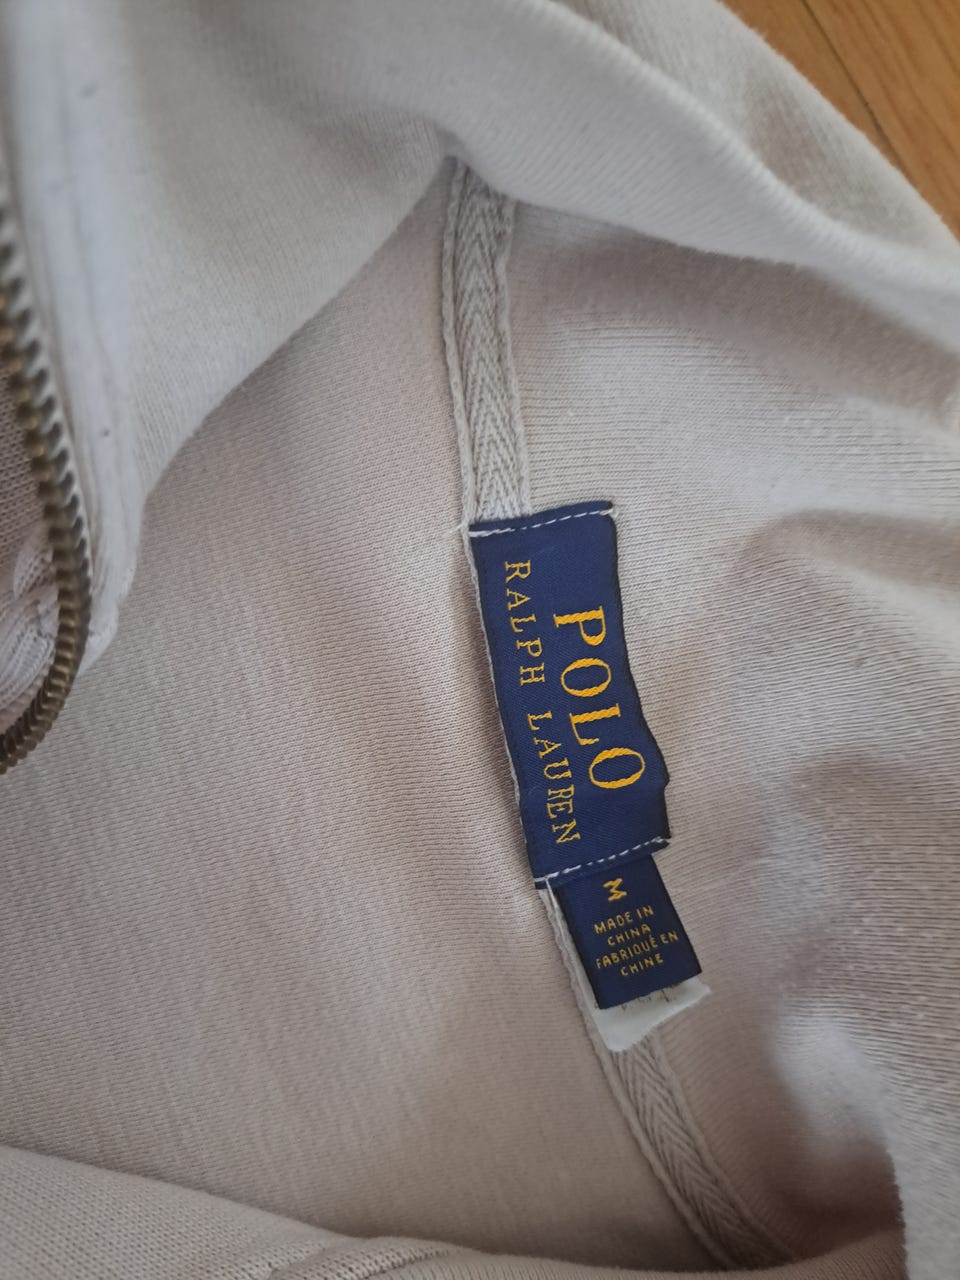 POLO
RALPH LAUREN
M
MADE IN
CHINA
FABRIQUÉ EN
CHINE